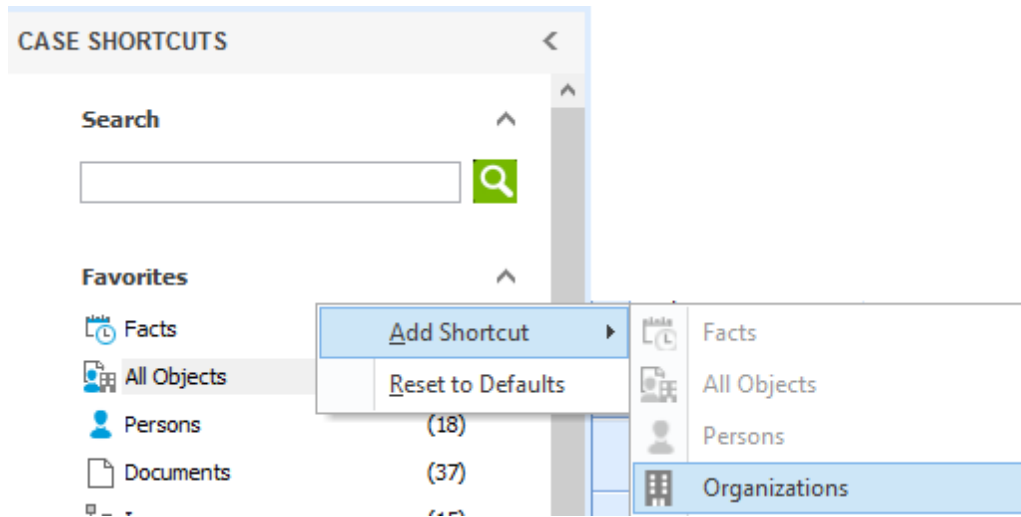 CASE SHORTCUTS
Search
Favorites
Facts
All Objects
Persons (18)
Documents (37)
Add Shortcut
Reset to Defaults
Facts
All Objects
Persons
Organizations